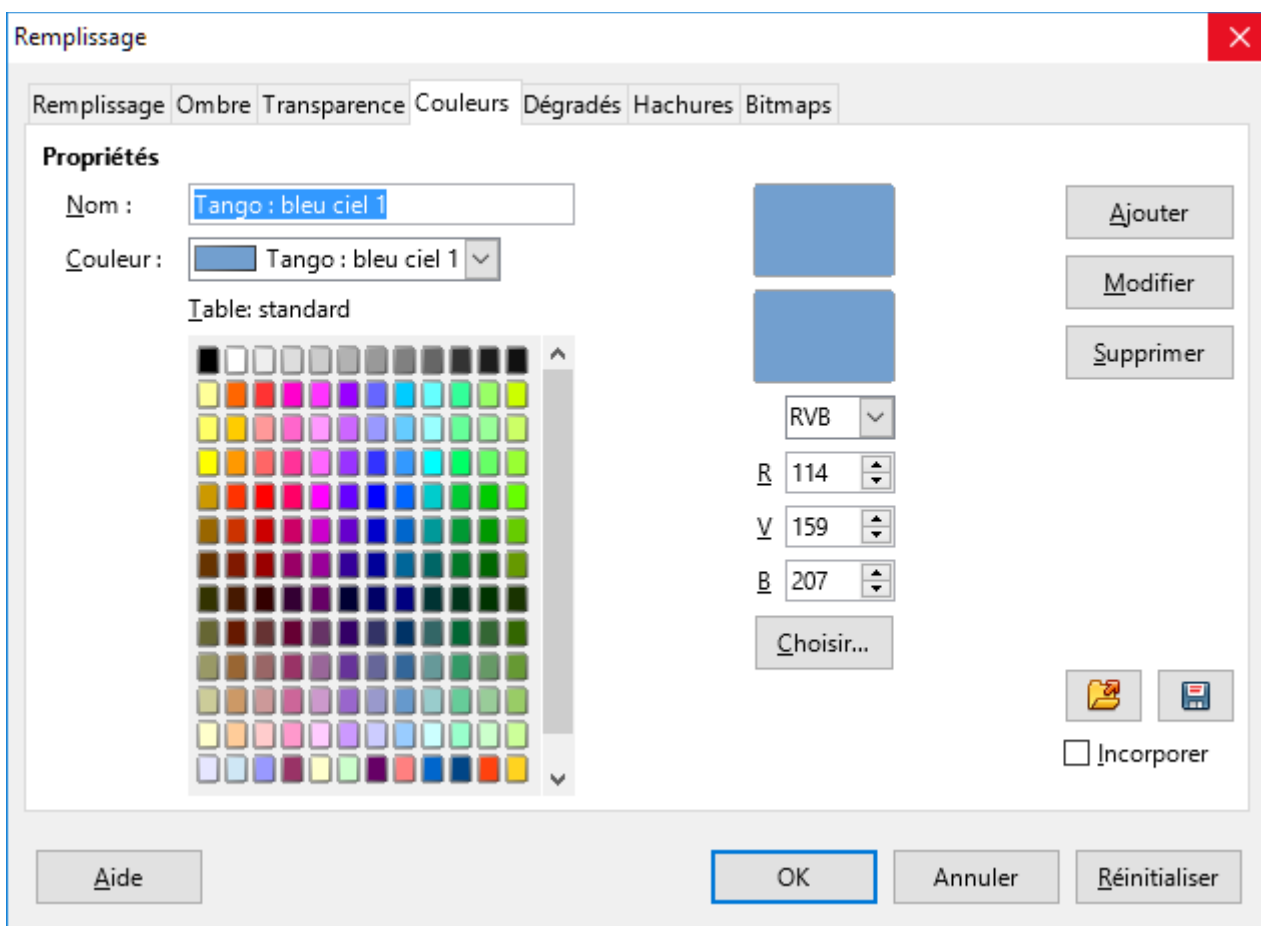 Remplissage
Remplissage Ombre Transparence Couleurs Dégradés Hachures Bitmaps
Propriétés
Nom : Tango : bleu ciel 1 Ajouter
Couleur : Tango : bleu ciel 1 Modifier
Table: standard
Supprimer
RVB
R 114
V 159
B 207
Choisir...
Incorporer
Aide OK Annuler Réinitialiser